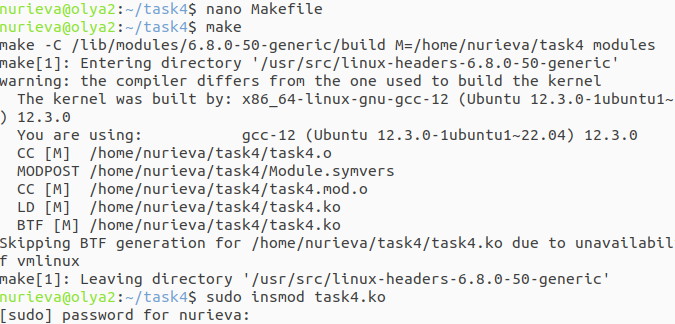 nurieva@olya2:~/task4$ nano Makefile
nurieva@olya2:~/task4$ make
make -C /lib/modules/6.8.0-50-generic/build M=/home/nurieva/task4 modules
make[1]: Entering directory '/usr/src/linux-headers-6.8.0-50-generic'
warning: the compiler differs from the one used to build the kernel
  The kernel was built by: x86_64-linux-gnu-gcc-12 (Ubuntu 12.3.0-1ubuntu1~
) 12.3.0
  You are using:           gcc-12 (Ubuntu 12.3.0-1ubuntu1~22.04) 12.3.0
  CC [M]  /home/nurieva/task4/task4.o
  MODPOST /home/nurieva/task4/Module.symvers
  CC [M]  /home/nurieva/task4/task4.mod.o
  LD [M]  /home/nurieva/task4/task4.ko
  BTF [M] /home/nurieva/task4/task4.ko
Skipping BTF generation for /home/nurieva/task4/task4.ko due to unavailabil
f vmlinux
make[1]: Leaving directory '/usr/src/linux-headers-6.8.0-50-generic'
nurieva@olya2:~/task4$ sudo insmod task4.ko
[sudo] password for nurieva: